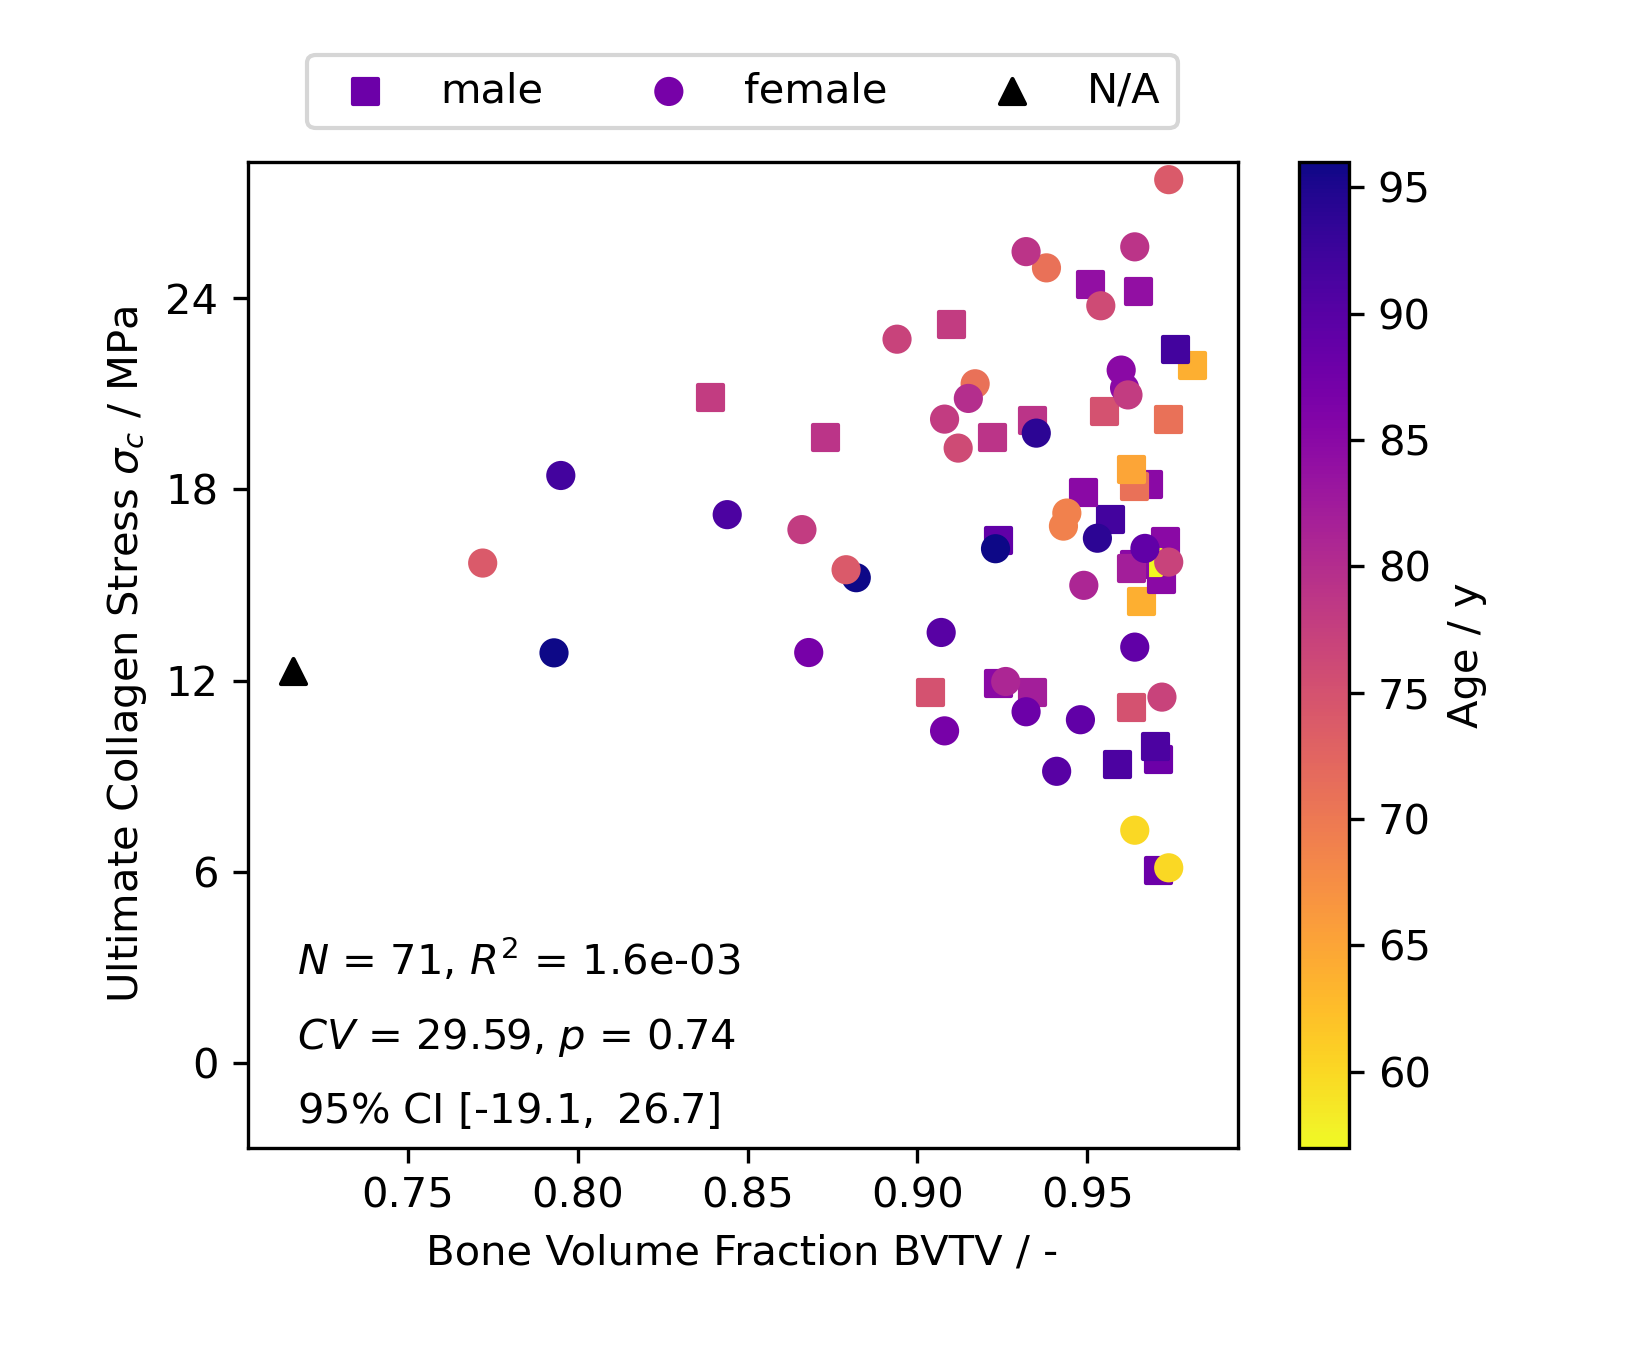 male female N/A
24
18
12
6
0
Ultimate Collagen Stress σc / MPa
N = 71, R² = 1.6e-03
CV = 29.59, p = 0.74
95% CI [-19.1, 26.7]
0.75 0.80 0.85 0.90 0.95
Bone Volume Fraction BVTV / -
95
90
85
80
75
70
65
60
Age / y